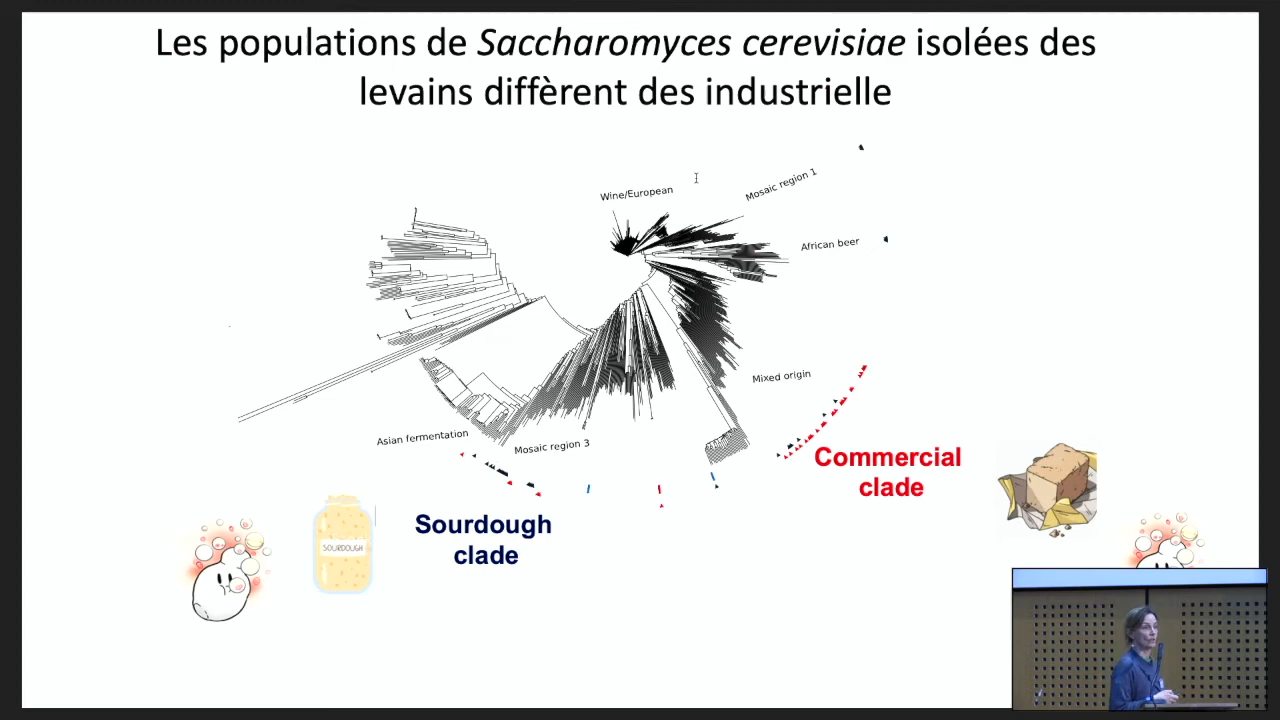 Les populations de Saccharomyces cerevisiae isolées des
levains diffèrent des industrielle
Wine/European
Mosaic region 1
African beer
Mixed origin
Asian fermentation
Mosaic region 3
Commercial
clade
Sourdough
clade
SOURDOUGH